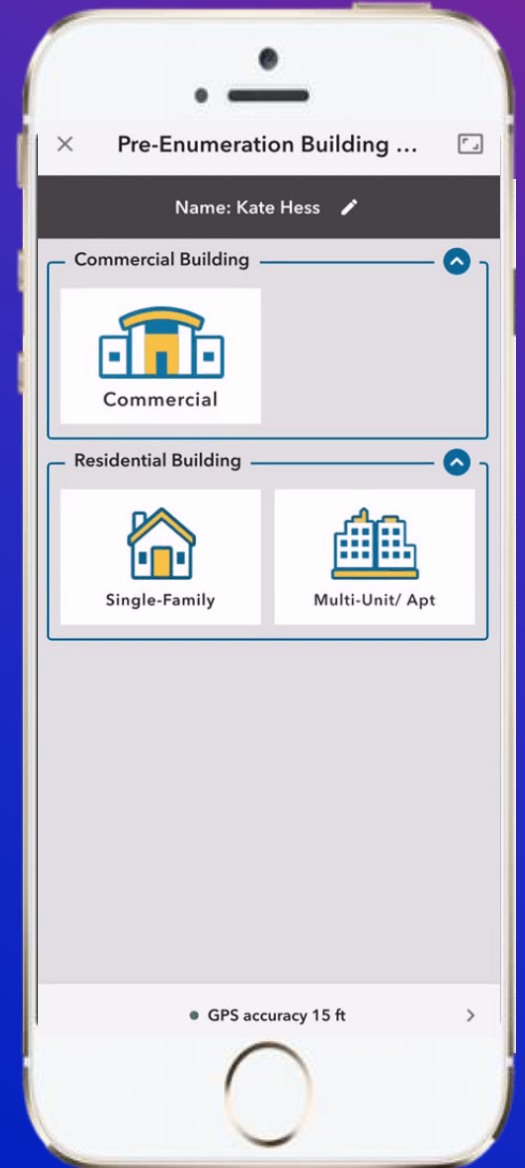 Pre-Enumeration Building ...
Name: Kate Hess
Commercial Building
Commercial
Residential Building
Single-Family
Multi-Unit/ Apt
GPS accuracy 15 ft